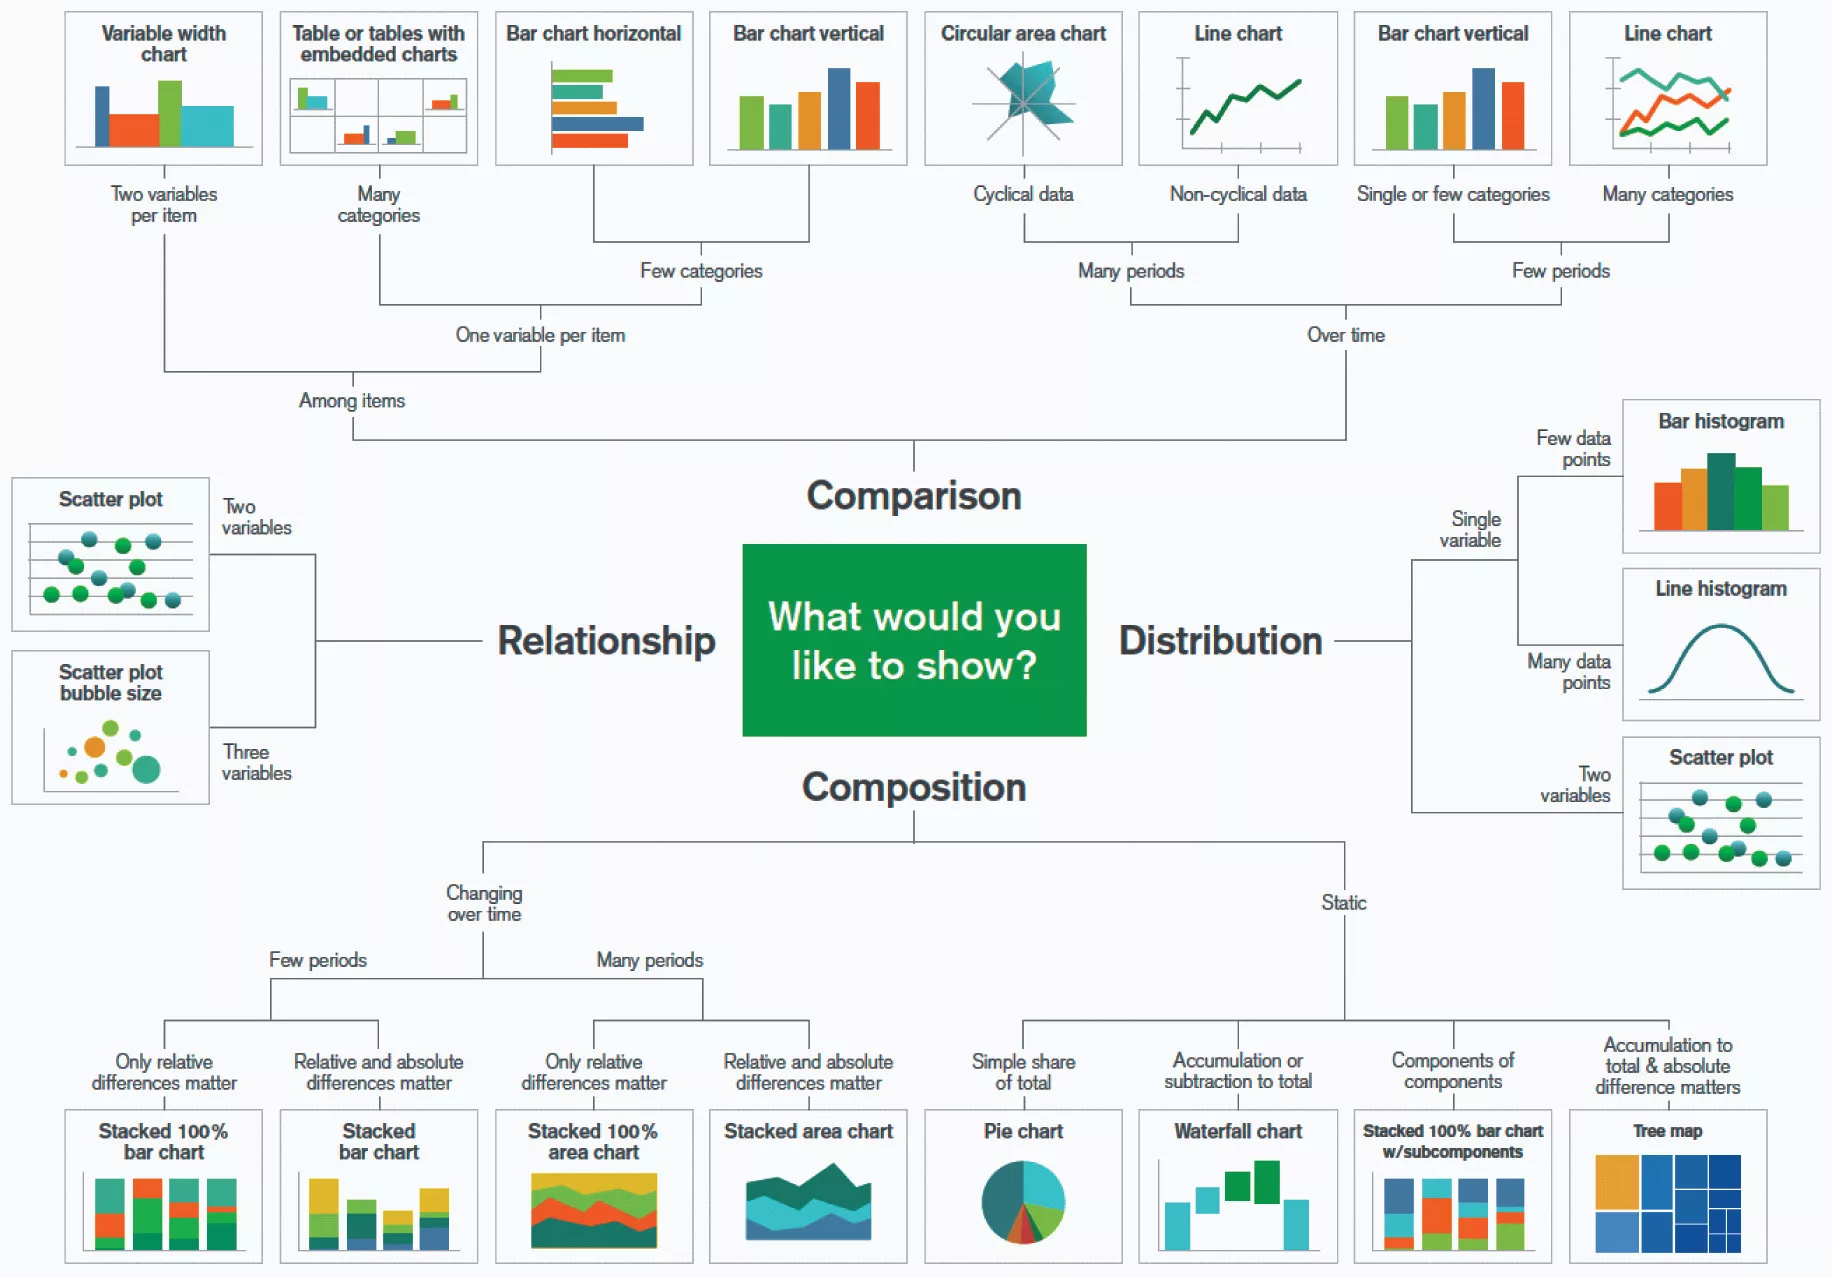 Variable width
chart
Table or tables with
embedded charts
Bar chart horizontal
Bar chart vertical
Circular area chart
Line chart
Bar chart vertical
Line chart
Two variables
per item
Many
categories
Cyclical data
Non-cyclical data
Single or few categories
Many categories
Few categories
Many periods
Few periods
One variable per item
Over time
Among items
Comparison
Scatter plot
Two
variables
Relationship
Scatter plot
bubble size
Three
variables
What would you
like to show?
Distribution
Single
variable
Few data
points
Bar histogram
Many data
points
Line histogram
Two
variables
Scatter plot
Composition
Changing
over time
Static
Few periods
Many periods
Only relative
differences matter
Relative and absolute
differences matter
Only relative
differences matter
Relative and absolute
differences matter
Simple share
of total
Accumulation or
subtraction to total
Components of
components
Accumulation to
total & absolute
difference matters
Stacked 100%
bar chart
Stacked
bar chart
Stacked 100%
area chart
Stacked area chart
Pie chart
Waterfall chart
Stacked 100% bar chart
w/subcomponents
Tree map